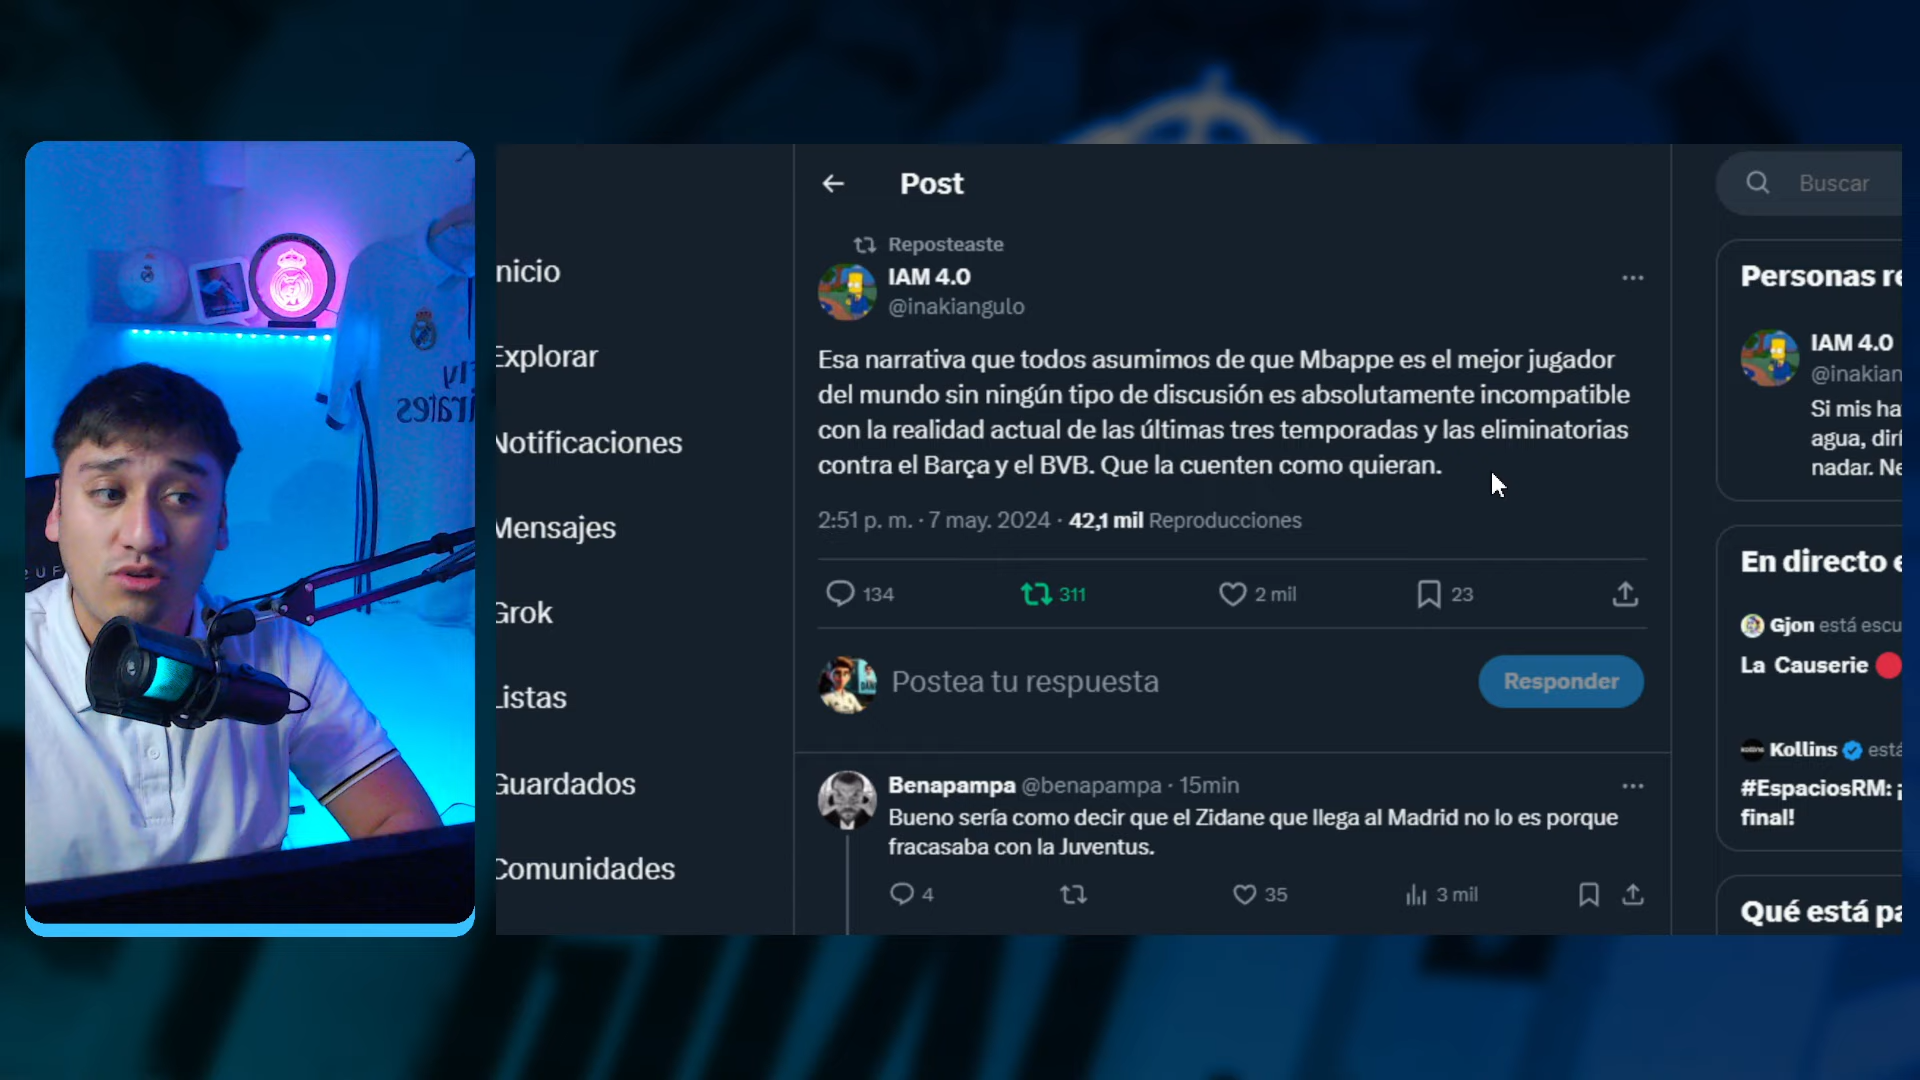 Post
Buscar
Reposteaste
IAM 4.0
@inakiangulo
Esa narrativa que todos asumimos de que Mbappe es el mejor jugador
del mundo sin ningún tipo de discusión es absolutamente incompatible
con la realidad actual de las últimas tres temporadas y las eliminatorias
contra el Barça y el BVB. Que la cuenten como quieran.
2:51 p. m. · 7 may. 2024 · 42,1 mil Reproducciones
134
311
2 mil
23
Postea tu respuesta
Responder
Benapampa @benapampa · 15min
Bueno sería como decir que el Zidane que llega al Madrid no lo es porque
fracasaba con la Juventus.
4
35
3 mil
nicio
Explorar
Notificaciones
Mensajes
Grok
Listas
Guardados
Comunidades
Personas re
IAM 4.0
@inakian
Si mis ha
agua, diri
nadar. Ne
En directo e
Gjon está escu
La Causerie
Kollins está
#EspaciosRM: ¡
final!
Qué está pa
Fly
Emirates